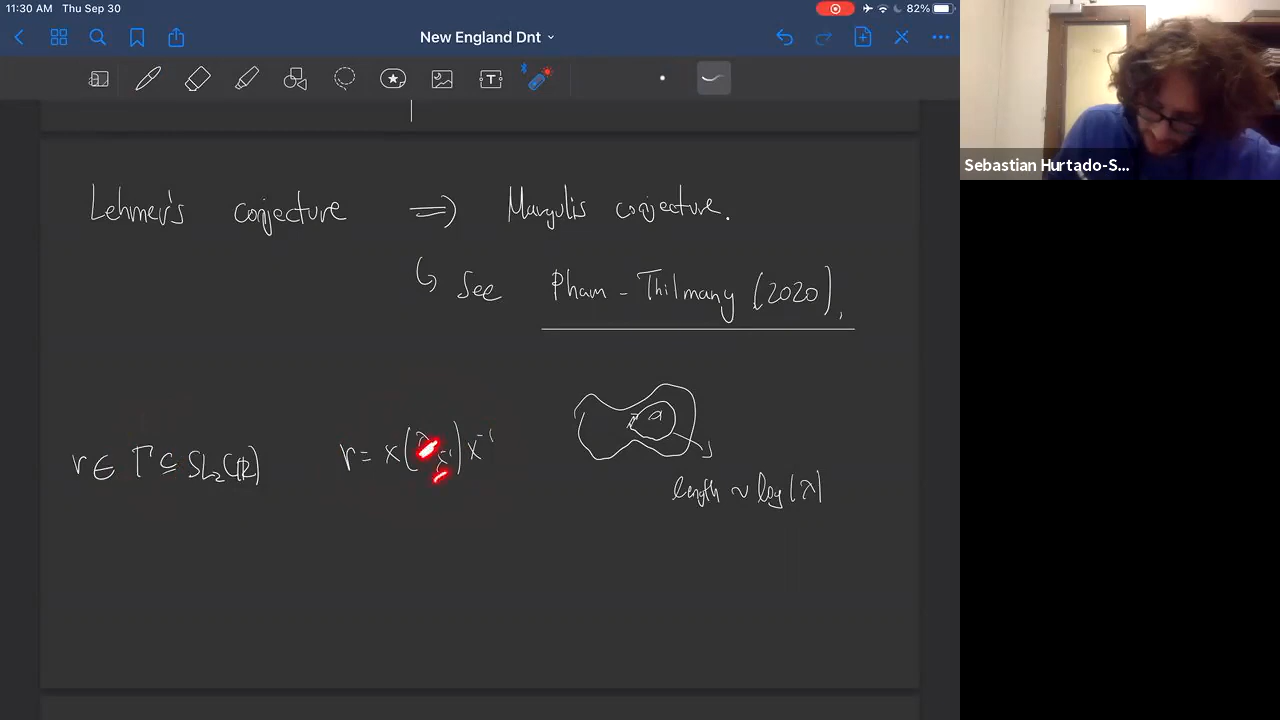 11:30 AM Thu Sep 30
82%
New England Dnt
T
Sebastian Hurtado-S...
Lehmer's conjecture ⇒ Margulis conjecture.
↳ See Pham - Thilmany (2020),
r ∈ Γ ⊆ SL₂(ℝ) r = x(λ λ⁻¹)x⁻¹
length ~ log|λ|